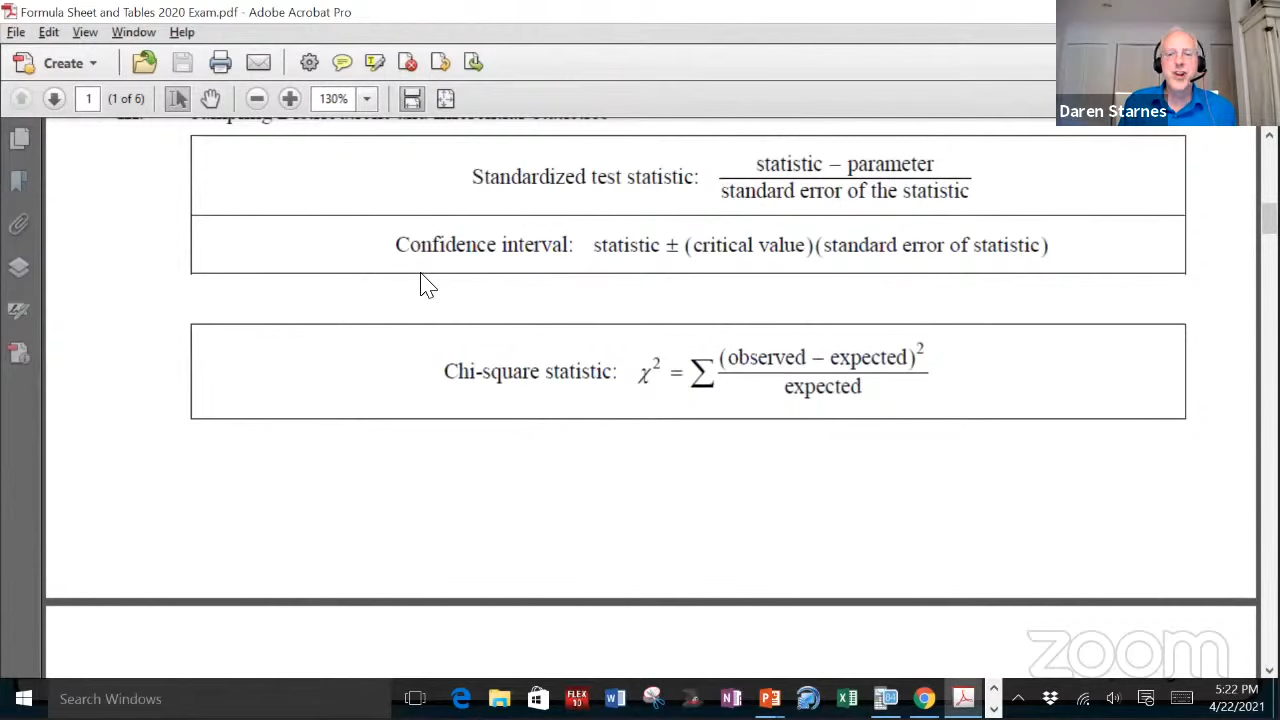 Formula Sheet and Tables 2020 Exam.pdf - Adobe Acrobat Pro
File Edit View Window Help
Create
1 (1 of 6) 130%
Daren Starnes
Standardized test statistic: statistic − parameter
standard error of the statistic
Confidence interval: statistic ± (critical value)(standard error of statistic)
Chi-square statistic: χ² = ∑ (observed − expected)²
expected
zoom
Search Windows
FLEX
10
5:22 PM
4/22/2021